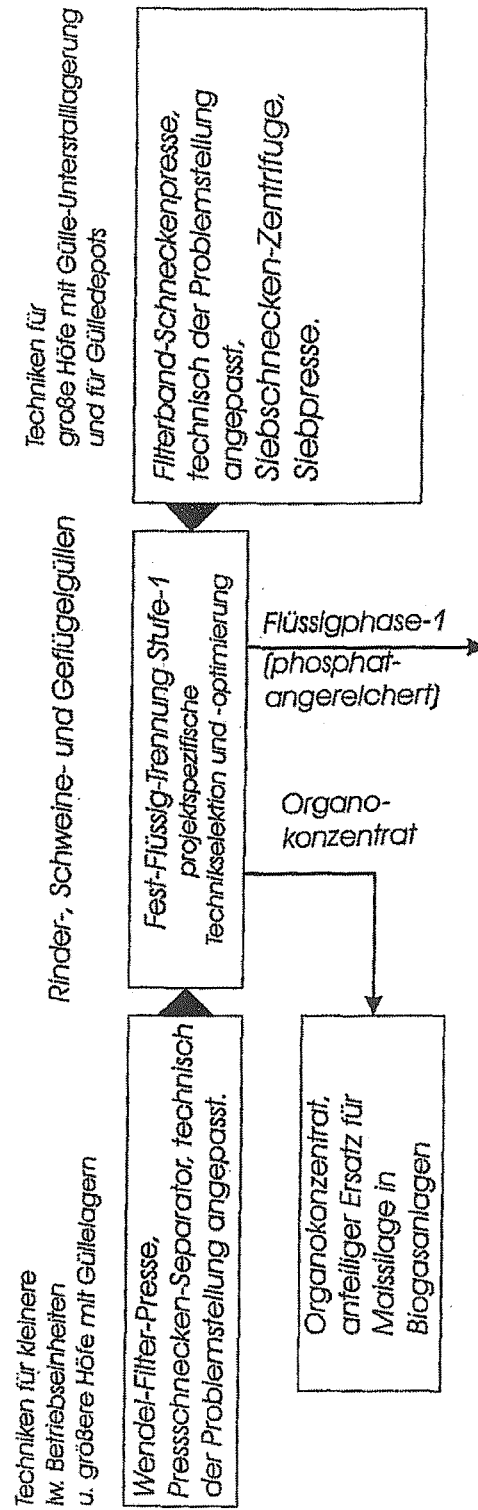 Techniken für kleinere
lw. Betriebseinheiten
u. größere Höfe mit Güllelagern
Wendel-Filter-Presse,
Pressschnecken-Separator, technisch
der Problemstellung angepasst.
Rinder-, Schweine- und Geflügelgüllen
Fest-Flüssig-Trennung Stufe-1
projektspezifische
Technikselektion und -optimierung
Techniken für
große Höfe mit Gülle-Unterstalllagerung
und für Gülledepots
Filterband-Schneckenpresse,
technisch der Problemstellung
angepasst,
Siebschnecken-Zentrifuge,
Siebpresse.
Organo-
konzentrat
Flüssigphase-1
(phosphat-
angereichert)
Organokonzentrat,
anteiliger Ersatz für
Maissilage in
Biogasanlagen